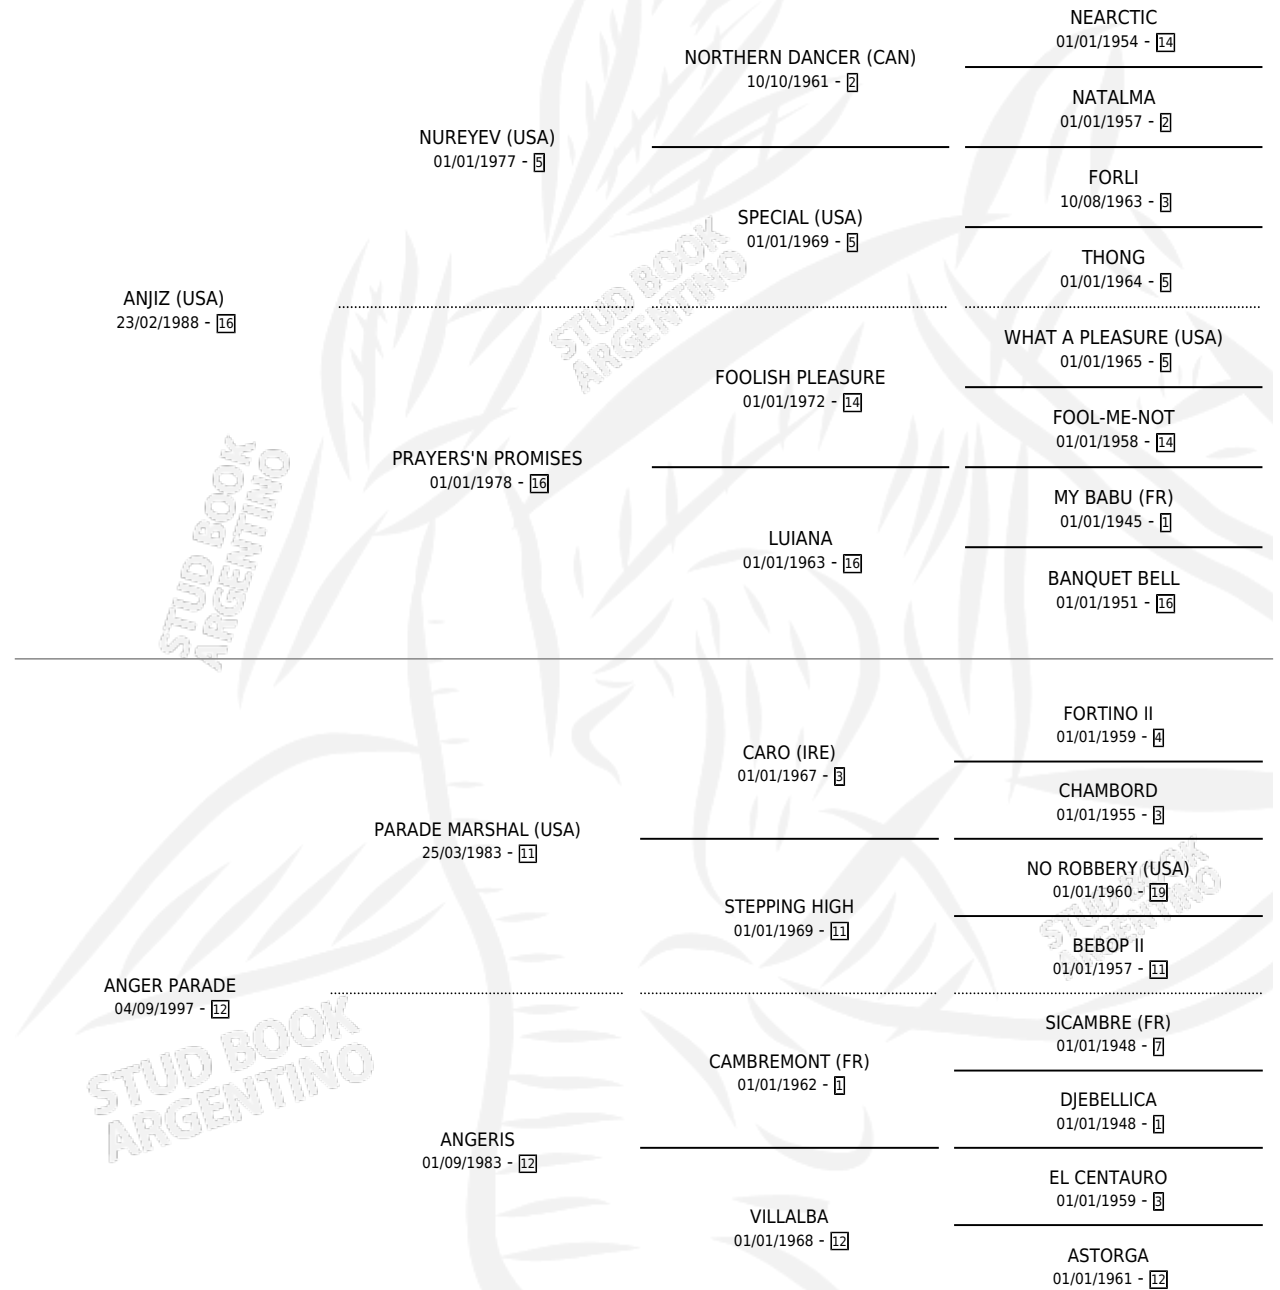 NEARCTIC
01/01/1954 - 14
NORTHERN DANCER (CAN)
10/10/1961 - 2
NATALMA
01/01/1957 - 2
NUREYEV (USA)
01/01/1977 - 5
FORLI
10/08/1963 - 3
SPECIAL (USA)
01/01/1969 - 5
THONG
01/01/1964 - 5
ANJIZ (USA)
23/02/1988 - 16
WHAT A PLEASURE (USA)
01/01/1965 - 5
FOOLISH PLEASURE
01/01/1972 - 14
FOOL-ME-NOT
01/01/1958 - 14
PRAYERS'N PROMISES
01/01/1978 - 16
MY BABU (FR)
01/01/1945 - 1
LUIANA
01/01/1963 - 16
BANQUET BELL
01/01/1951 - 16
FORTINO II
01/01/1959 - 4
CARO (IRE)
01/01/1967 - 3
CHAMBORD
01/01/1955 - 3
PARADE MARSHAL (USA)
25/03/1983 - 11
NO ROBBERY (USA)
01/01/1960 - 19
STEPPING HIGH
01/01/1969 - 11
BEBOP II
01/01/1957 - 11
ANGER PARADE
04/09/1997 - 12
SICAMBRE (FR)
01/01/1948 - 7
CAMBREMONT (FR)
01/01/1962 - 1
DJEBELLICA
01/01/1948 - 1
ANGERIS
01/09/1983 - 12
EL CENTAURO
01/01/1959 - 3
VILLALBA
01/01/1968 - 12
ASTORGA
01/01/1961 - 12
STUD BOOK
ARGENTINO
STUD BOOK
ARGENTINO
STUD BOOK
ARGENTINO
STUD BOOK
ARGENTINO